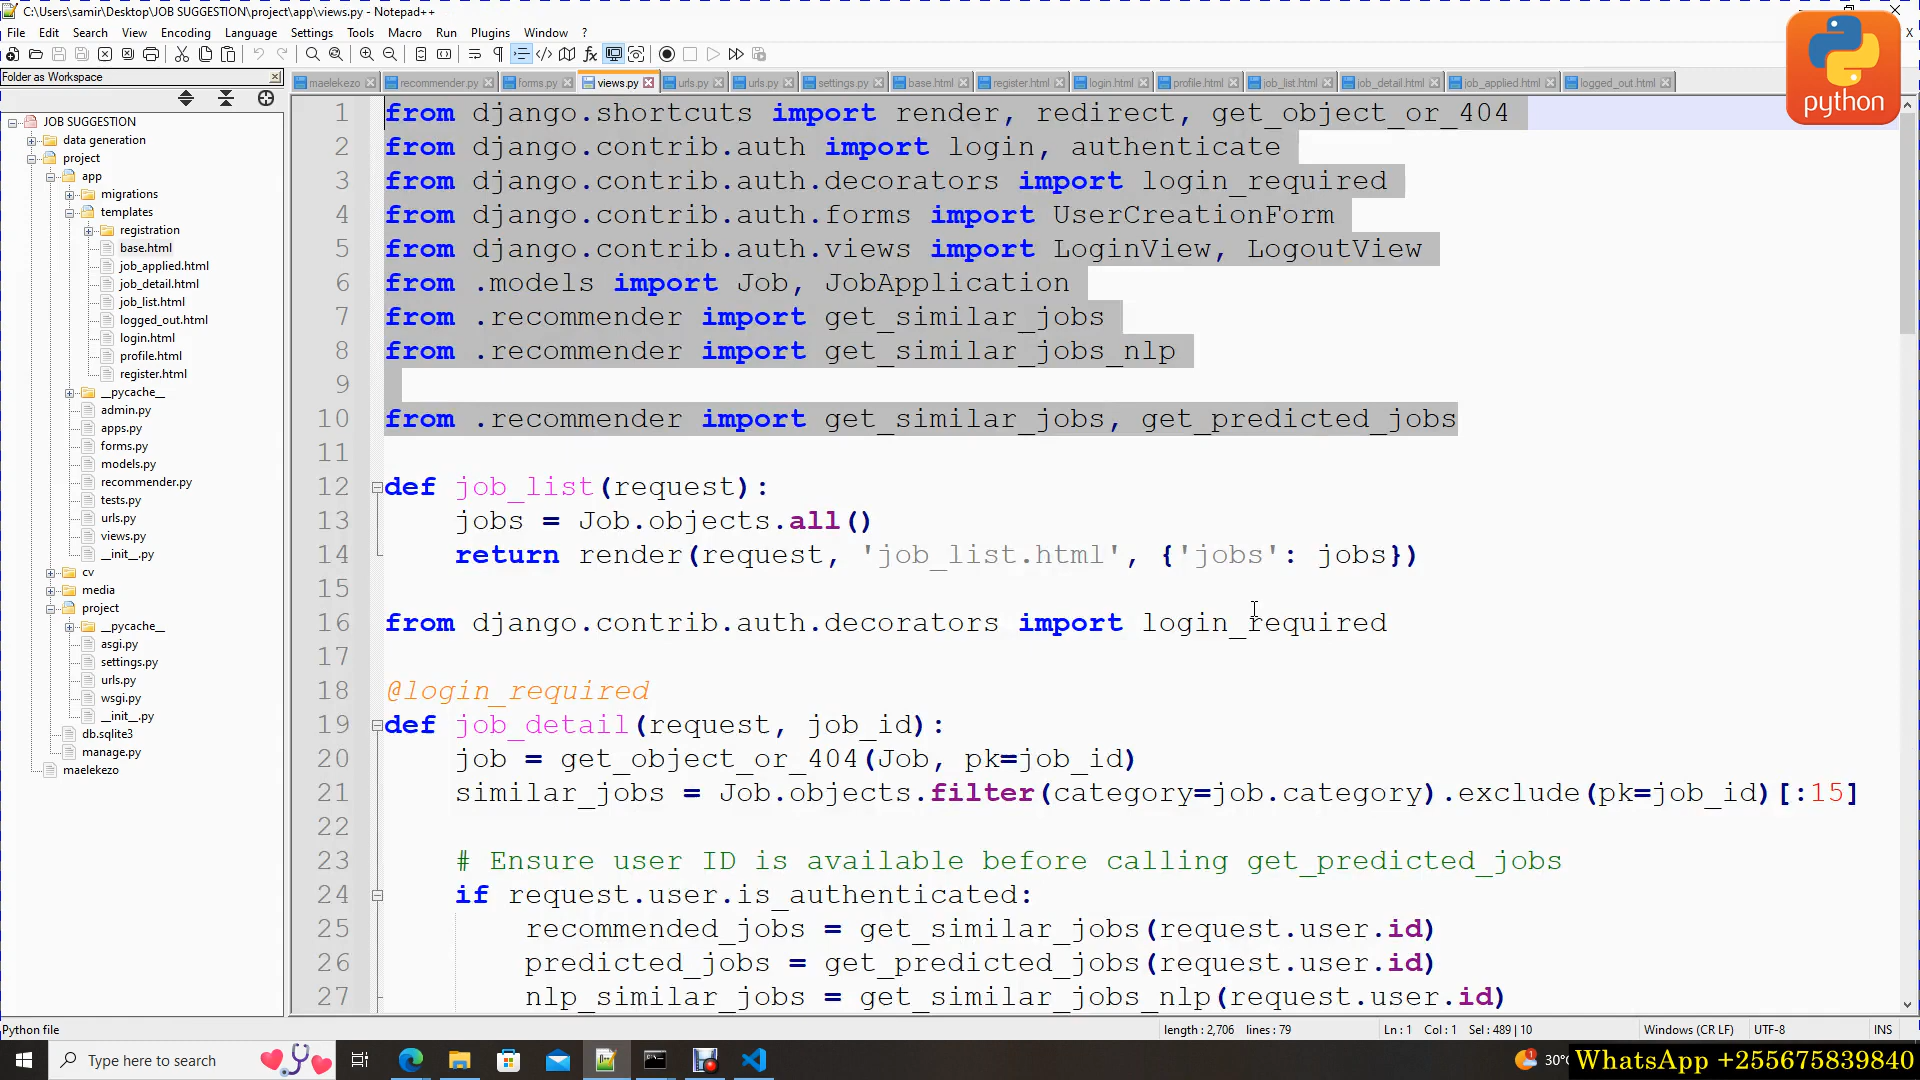 C:\Users\samir\Desktop\JOB SUGGESTION\project\app\views.py - Notepad++
File Edit Search View Encoding Language Settings Tools Macro Run Plugins Window ? X
Folder as Workspace
maelekezo recommender.py forms.py views.py urls.py urls.py settings.py base.html register.html login.html profile.html job_list.html job_detail.html job_applied.html logged_out.html
python
JOB SUGGESTION
data generation
project
app
migrations
templates
registration
base.html
job_applied.html
job_detail.html
job_list.html
logged_out.html
login.html
profile.html
register.html
__pycache__
admin.py
apps.py
forms.py
models.py
recommender.py
tests.py
urls.py
views.py
__init__.py
cv
media
project
__pycache__
asgi.py
settings.py
urls.py
wsgi.py
__init__.py
db.sqlite3
manage.py
maelekezo
1 from django.shortcuts import render, redirect, get_object_or_404
2 from django.contrib.auth import login, authenticate
3 from django.contrib.auth.decorators import login_required
4 from django.contrib.auth.forms import UserCreationForm
5 from django.contrib.auth.views import LoginView, LogoutView
6 from .models import Job, JobApplication
7 from .recommender import get_similar_jobs
8 from .recommender import get_similar_jobs_nlp
9
10 from .recommender import get_similar_jobs, get_predicted_jobs
11
12 def job_list(request):
13     jobs = Job.objects.all()
14     return render(request, 'job_list.html', {'jobs': jobs})
15
16 from django.contrib.auth.decorators import login_required
17
18 @login_required
19 def job_detail(request, job_id):
20     job = get_object_or_404(Job, pk=job_id)
21     similar_jobs = Job.objects.filter(category=job.category).exclude(pk=job_id)[:15]
22
23     # Ensure user ID is available before calling get_predicted_jobs
24     if request.user.is_authenticated:
25         recommended_jobs = get_similar_jobs(request.user.id)
26         predicted_jobs = get_predicted_jobs(request.user.id)
27         nlp_similar_jobs = get_similar_jobs_nlp(request.user.id)
Python file length : 2,706 lines : 79 Ln : 1 Col : 1 Sel : 489 | 10 Windows (CR LF) UTF-8 INS
Type here to search 30° WhatsApp +255675839840